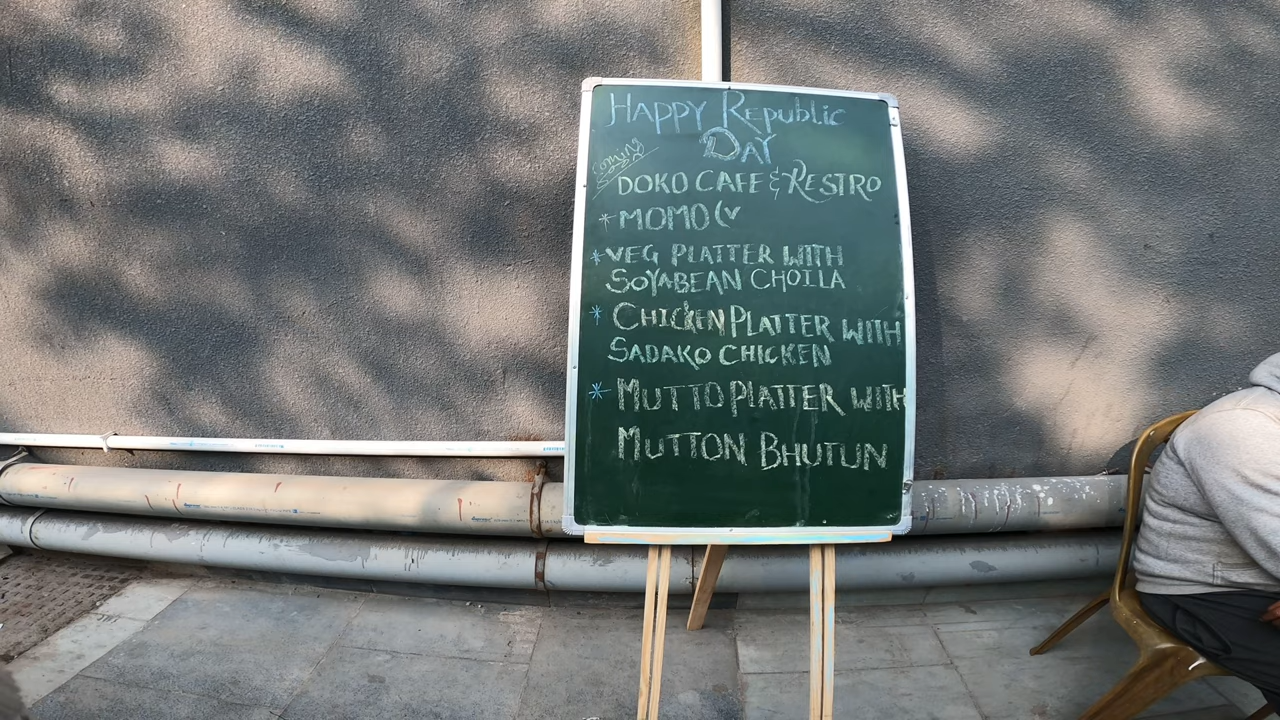 HAPPY Republic
DAY
Coming
DOKO CAFE & RESTRO
* MOMO (v
* VEG PLATTER WITH
SOYABEAN CHOILA
* CHICKEN PLATTER WITH
SADAKO CHICKEN
* MUTTO PLATTER WITH
MUTTON BHUTUN